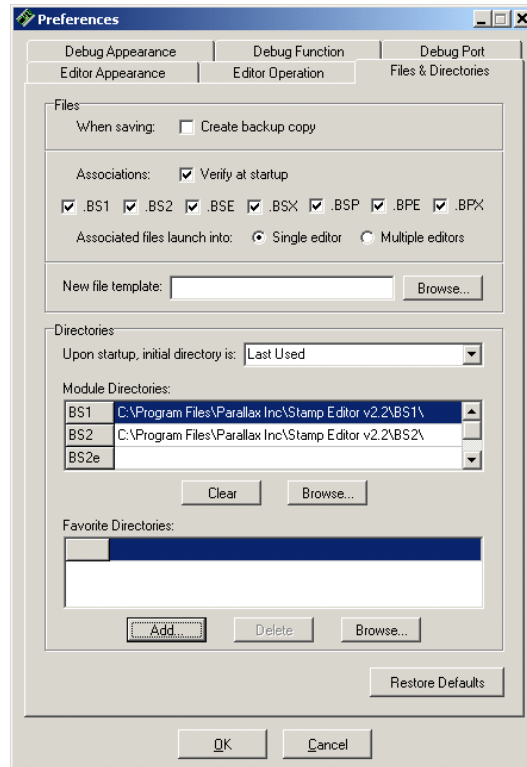 Preferences
Debug Appearance Debug Function Debug Port
Editor Appearance Editor Operation Files & Directories
Files
When saving: Create backup copy
Associations: Verify at startup
.BS1 .BS2 .BSE .BSX .BSP .BPE .BPX
Associated files launch into: Single editor Multiple editors
New file template: Browse...
Directories
Upon startup, initial directory is: Last Used
Module Directories:
BS1 C:\Program Files\Parallax Inc\Stamp Editor v2.2\BS1\
BS2 C:\Program Files\Parallax Inc\Stamp Editor v2.2\BS2\
BS2e
Clear Browse...
Favorite Directories:
Add... Delete Browse...
Restore Defaults
OK Cancel